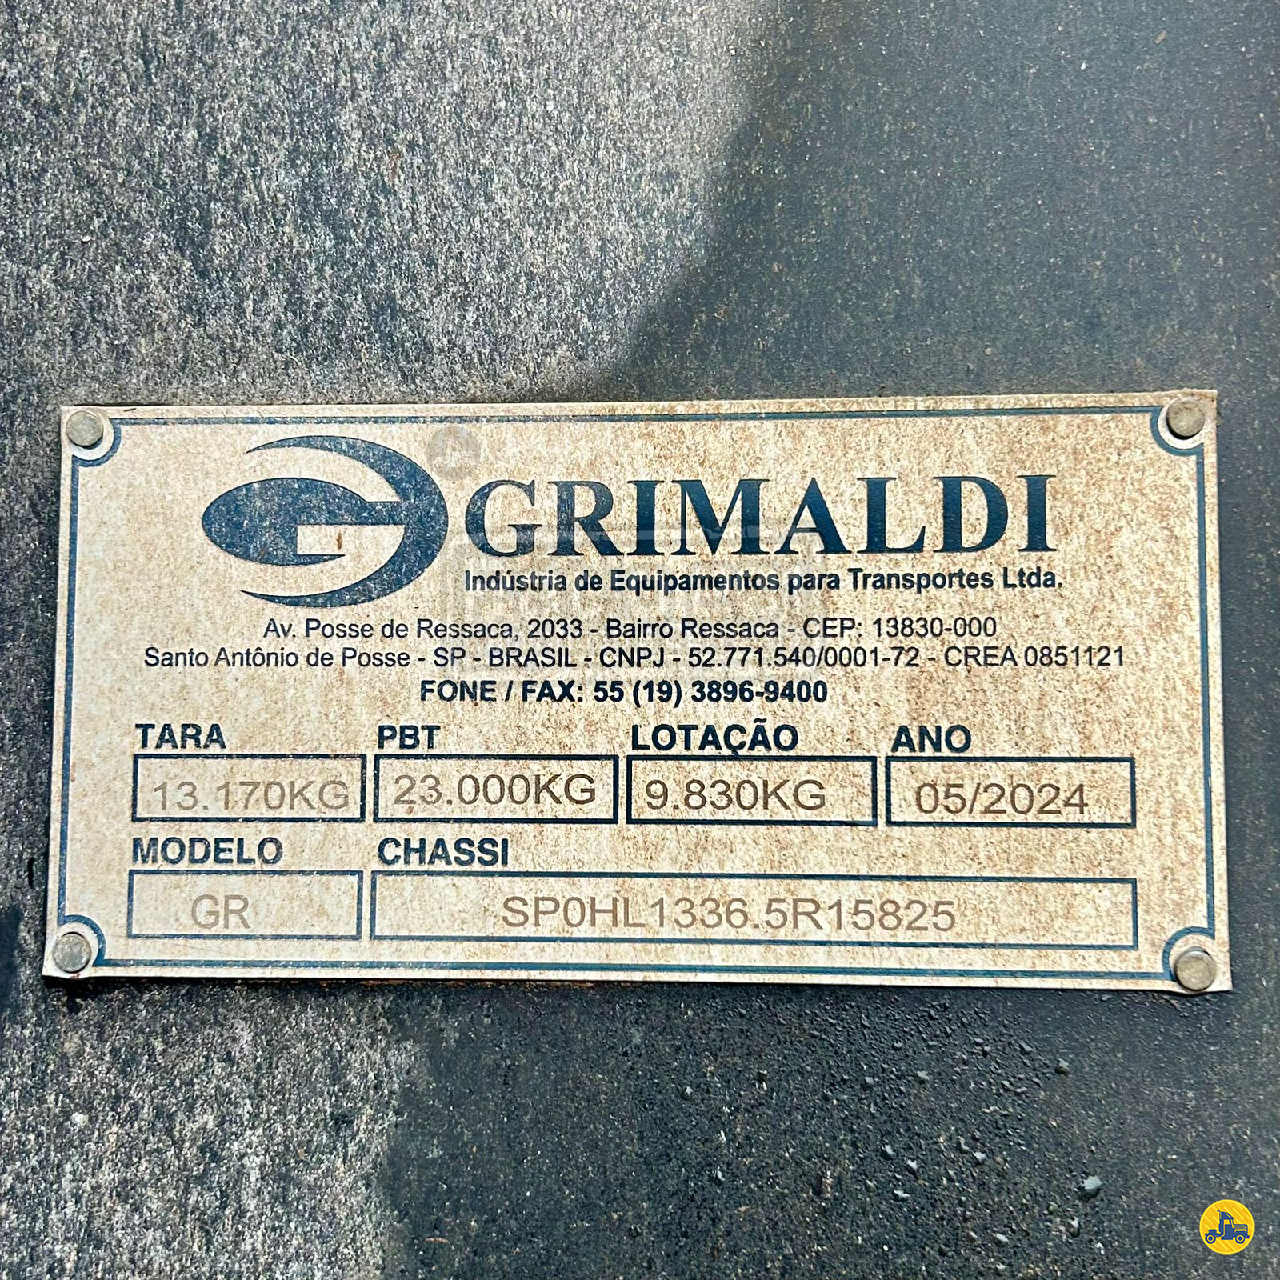 GRIMALDI
Indústria de Equipamentos para Transportes Ltda.
Av. Posse de Ressaca, 2033 - Bairro Ressaca - CEP: 13830-000
Santo Antônio de Posse - SP - BRASIL - CNPJ - 52.771.540/0001-72 - CREA 0851121
FONE / FAX: 55 (19) 3896-9400
TARA PBT LOTAÇÃO ANO
13.170KG 23.000KG 9.830KG 05/2024
MODELO CHASSI
GR SP0HL1336.5R15825